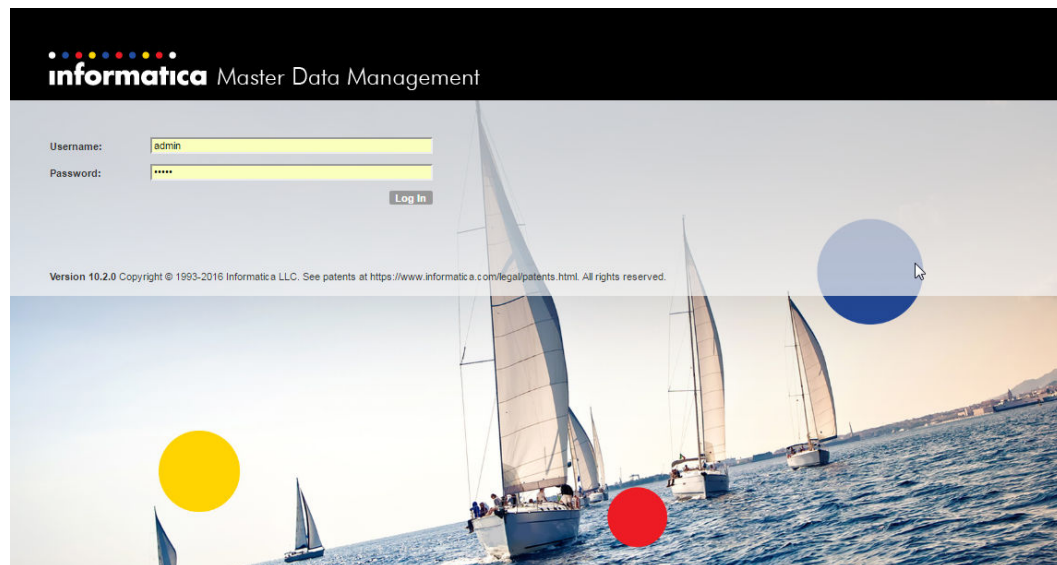 informatica Master Data Management
Username: admin
Password: •••••
Log In
Version 10.2.0 Copyright © 1993-2016 Informatica LLC. See patents at https://www.informatica.com/legal/patents.html. All rights reserved.